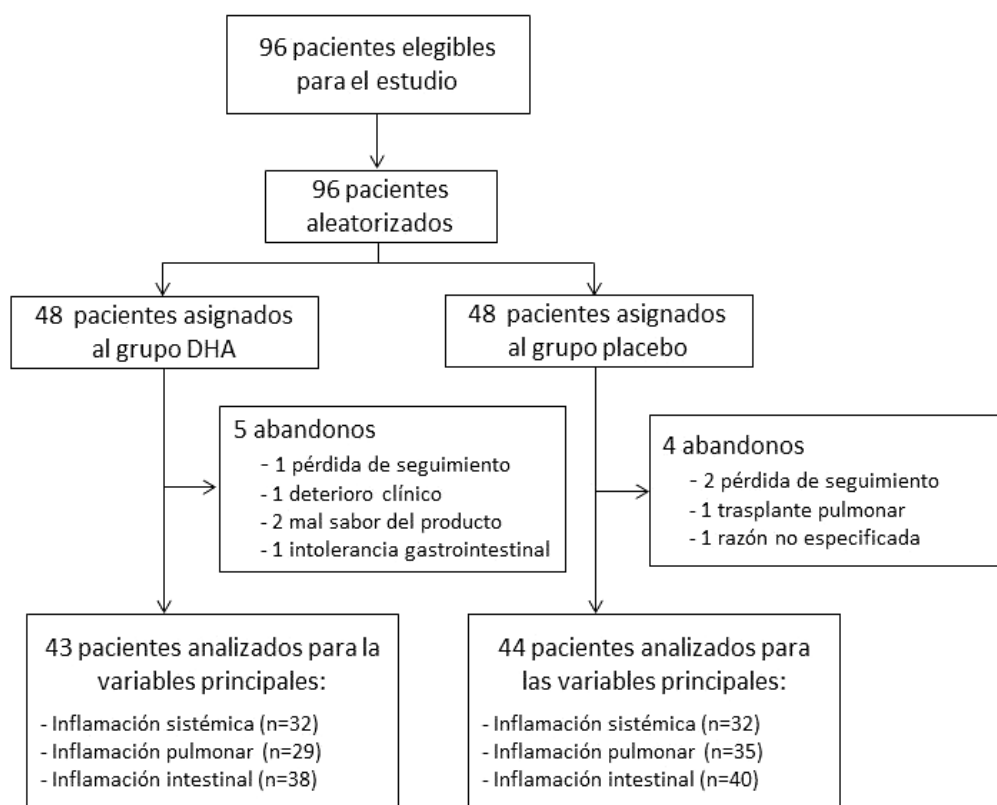 96 pacientes elegibles
para el estudio
96 pacientes
aleatorizados
48 pacientes asignados
al grupo DHA
48 pacientes asignados
al grupo placebo
5 abandonos
- 1 pérdida de seguimiento
- 1 deterioro clínico
- 2 mal sabor del producto
- 1 intolerancia gastrointestinal
4 abandonos
- 2 pérdida de seguimiento
- 1 trasplante pulmonar
- 1 razón no especificada
43 pacientes analizados para la
variables principales:
- Inflamación sistémica (n=32)
- Inflamación pulmonar (n=29)
- Inflamación intestinal (n=38)
44 pacientes analizados para
las variables principales:
- Inflamación sistémica (n=32)
- Inflamación pulmonar (n=35)
- Inflamación intestinal (n=40)